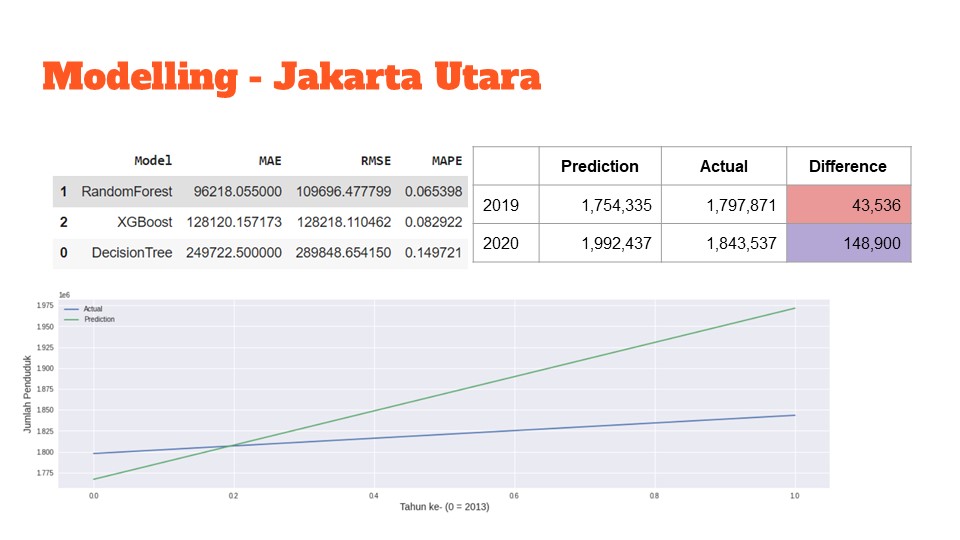 Modelling - Jakarta Utara
Model MAE RMSE MAPE
1 RandomForest 96218.055000 109696.477799 0.065398
2 XGBoost 128120.157173 128218.110462 0.082922
0 DecisionTree 249722.500000 289848.654150 0.149721
Prediction Actual Difference
2019 1,754,335 1,797,871 43,536
2020 1,992,437 1,843,537 148,900
1e6
Actual
Prediction
1.975
1.950
1.925
1.900
1.875
1.850
1.825
1.800
1.775
Jumlah Penduduk
0.0 0.2 0.4 0.6 0.8 1.0
Tahun ke- (0 = 2013)